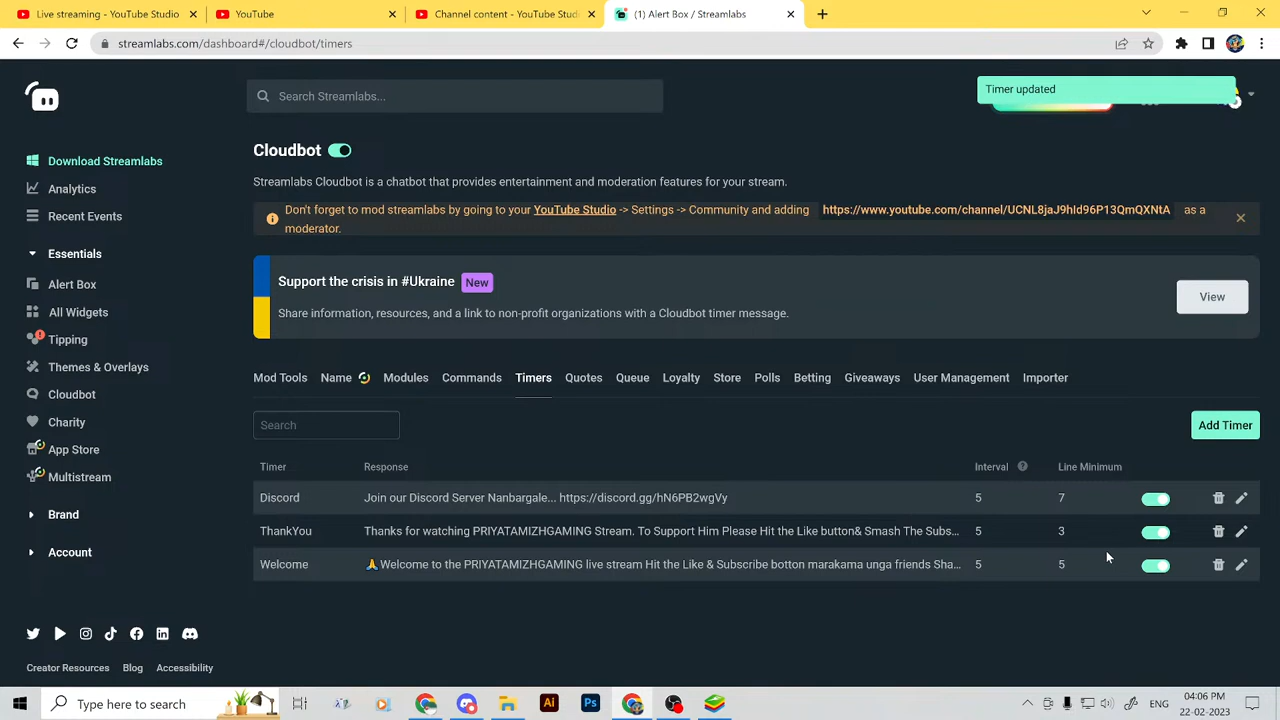 Live streaming - YouTube Studio
YouTube
Channel content - YouTube Stud
(1) Alert Box / Streamlabs
streamlabs.com/dashboard#/cloudbot/timers
Search Streamlabs...
Timer updated
Download Streamlabs
Analytics
Recent Events
Essentials
Alert Box
All Widgets
Tipping
Themes & Overlays
Cloudbot
Charity
App Store
Multistream
Brand
Account
Creator Resources Blog Accessibility
Cloudbot
Streamlabs Cloudbot is a chatbot that provides entertainment and moderation features for your stream.
Don't forget to mod streamlabs by going to your YouTube Studio -> Settings -> Community and adding https://www.youtube.com/channel/UCNL8jaJ9hId96P13QmQXNtA as a
moderator.
Support the crisis in #Ukraine New
Share information, resources, and a link to non-profit organizations with a Cloudbot timer message.
View
Mod Tools Name Modules Commands Timers Quotes Queue Loyalty Store Polls Betting Giveaways User Management Importer
Search
Add Timer
Timer Response Interval Line Minimum
Discord Join our Discord Server Nanbargale... https://discord.gg/hN6PB2wgVy 5 7
ThankYou Thanks for watching PRIYATAMIZHGAMING Stream. To Support Him Please Hit the Like button& Smash The Subs... 5 3
Welcome 🙏Welcome to the PRIYATAMIZHGAMING live stream Hit the Like & Subscribe botton marakama unga friends Sha... 5 5
Type here to search
Ai
Ps
ENG
04:06 PM
22-02-2023